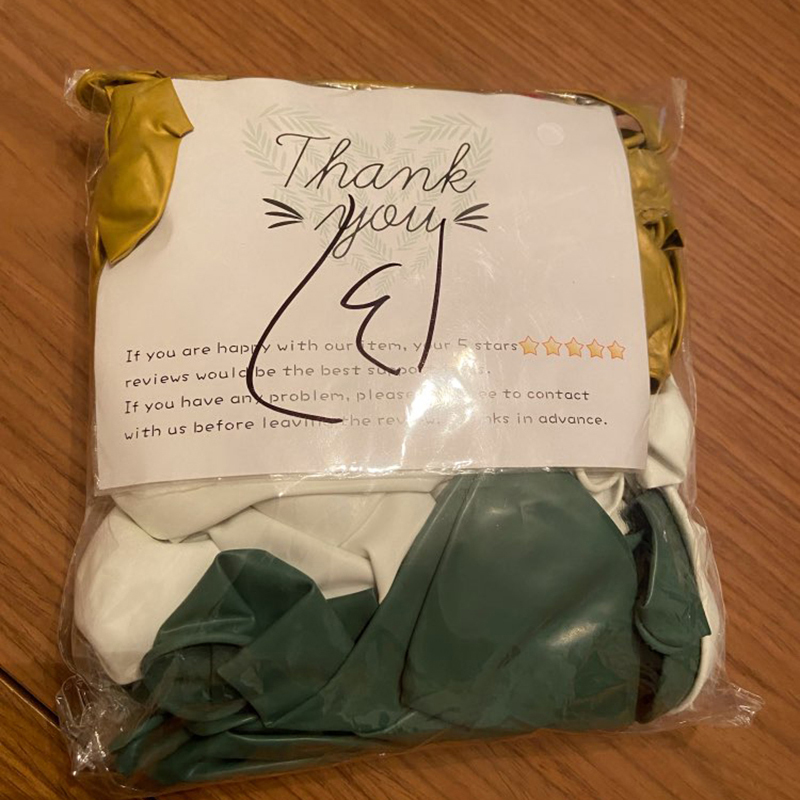 Thank
you
If you are happy with our item, your 5 stars⭐⭐⭐⭐⭐
reviews would be the best
If you have any problem, please to contact
with us before leaving the review. in advance.